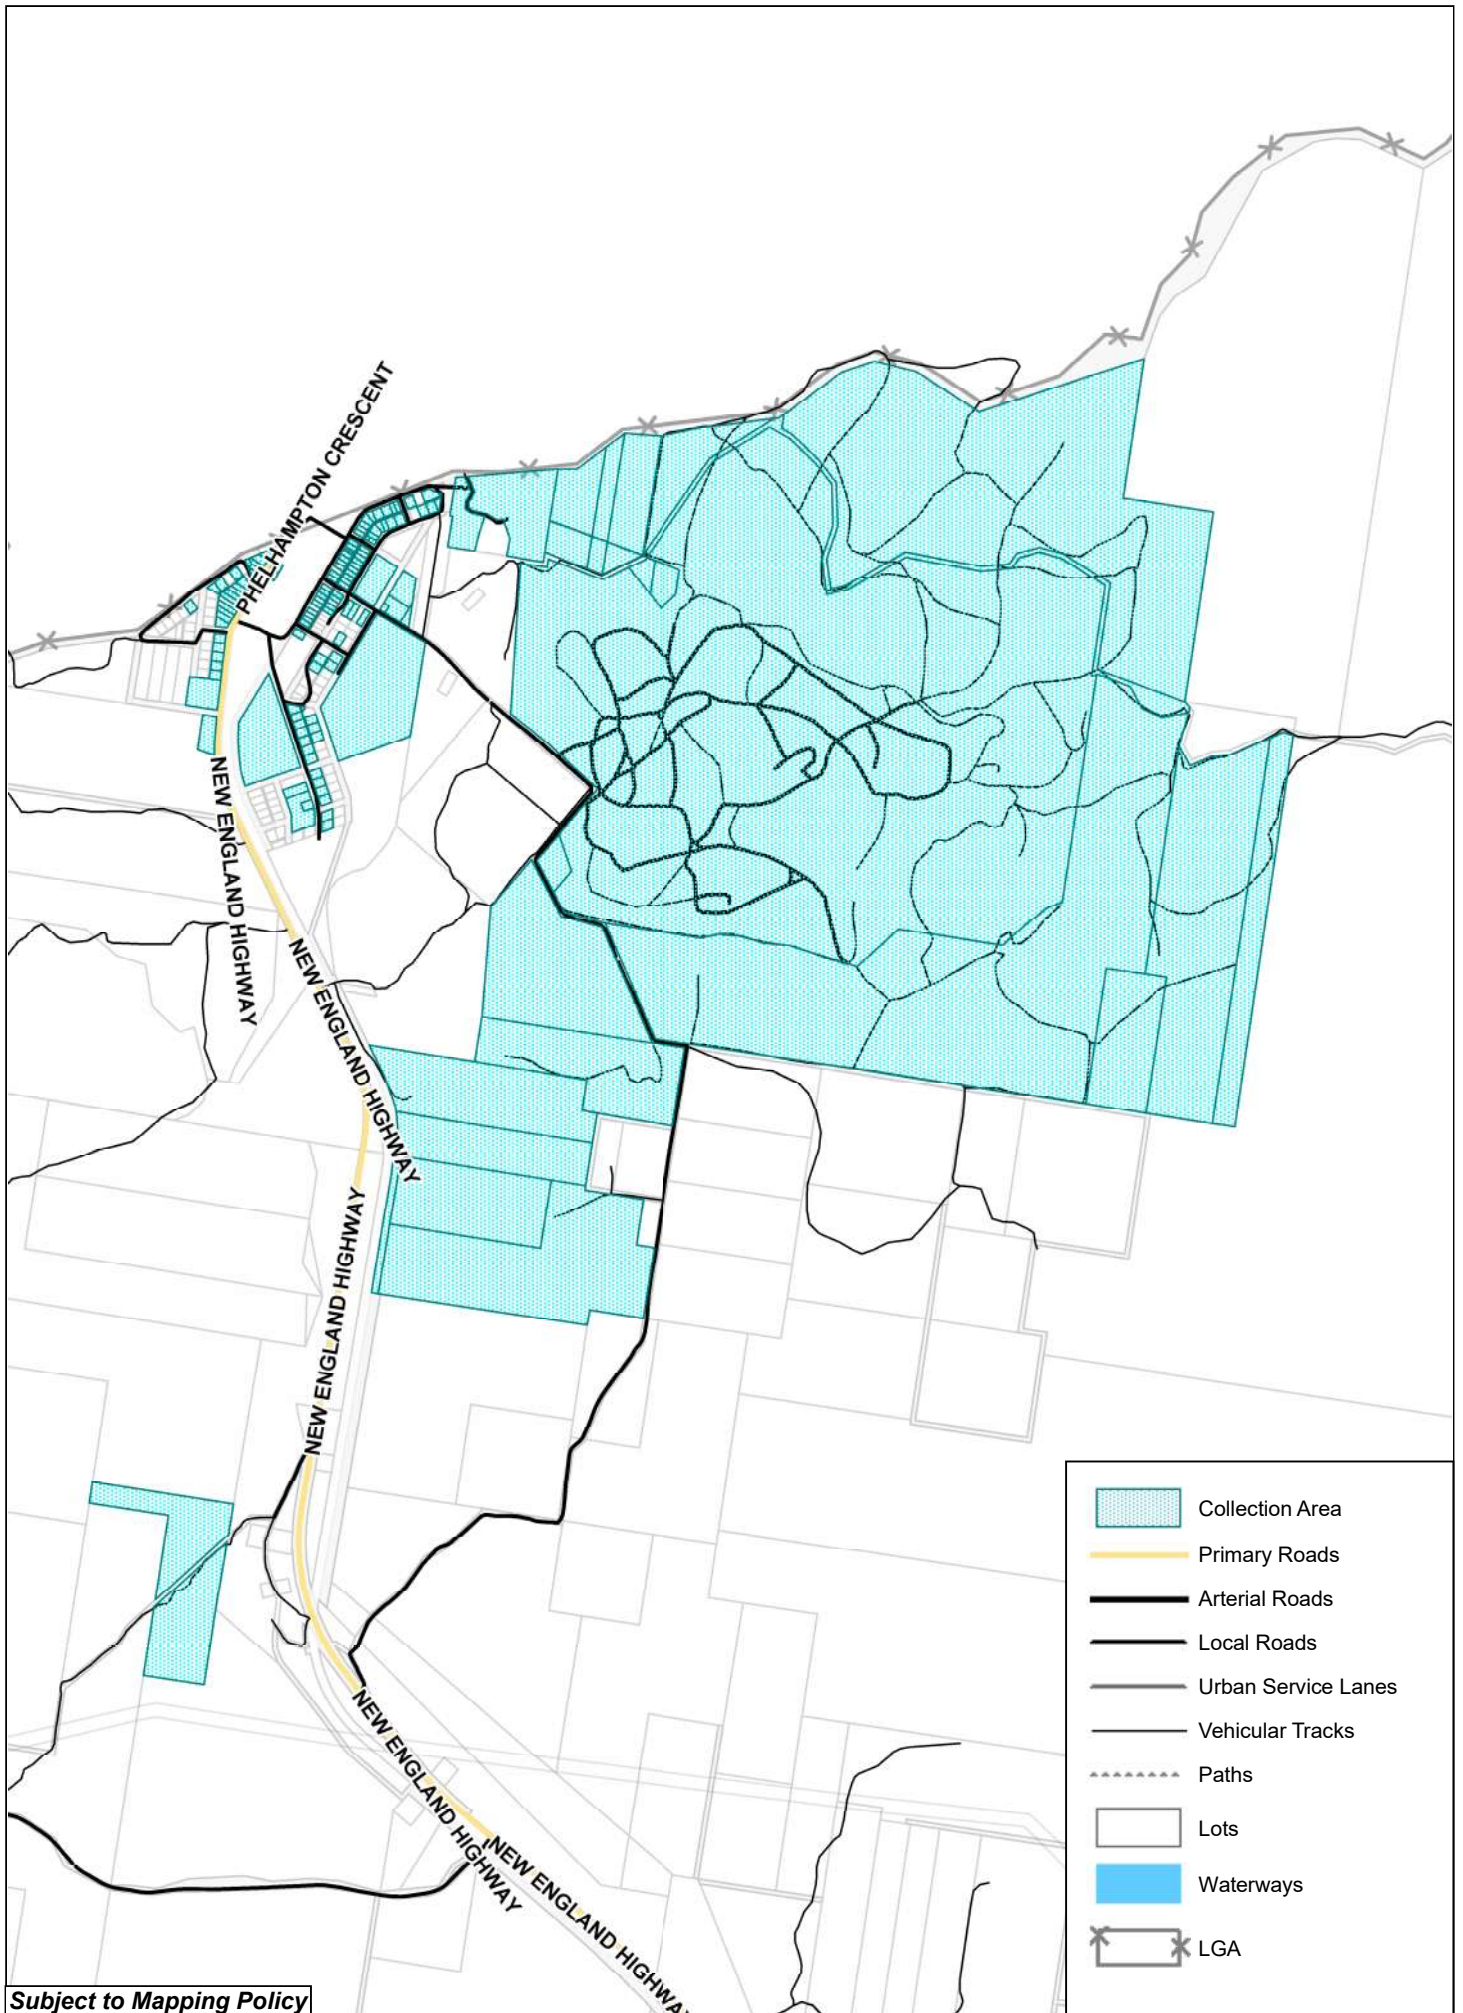 PHELHAMPTON CRESCENT
NEW ENGLAND HIGHWAY
NEW ENGLAND HIGHWAY
NEW ENGLAND HIGHWAY
NEW ENGLAND HIGHWAY
NEW ENGLAND HIGHWAY
Collection Area
Primary Roads
Arterial Roads
Local Roads
Urban Service Lanes
Vehicular Tracks
Paths
Lots
Waterways
LGA
Subject to Mapping Policy